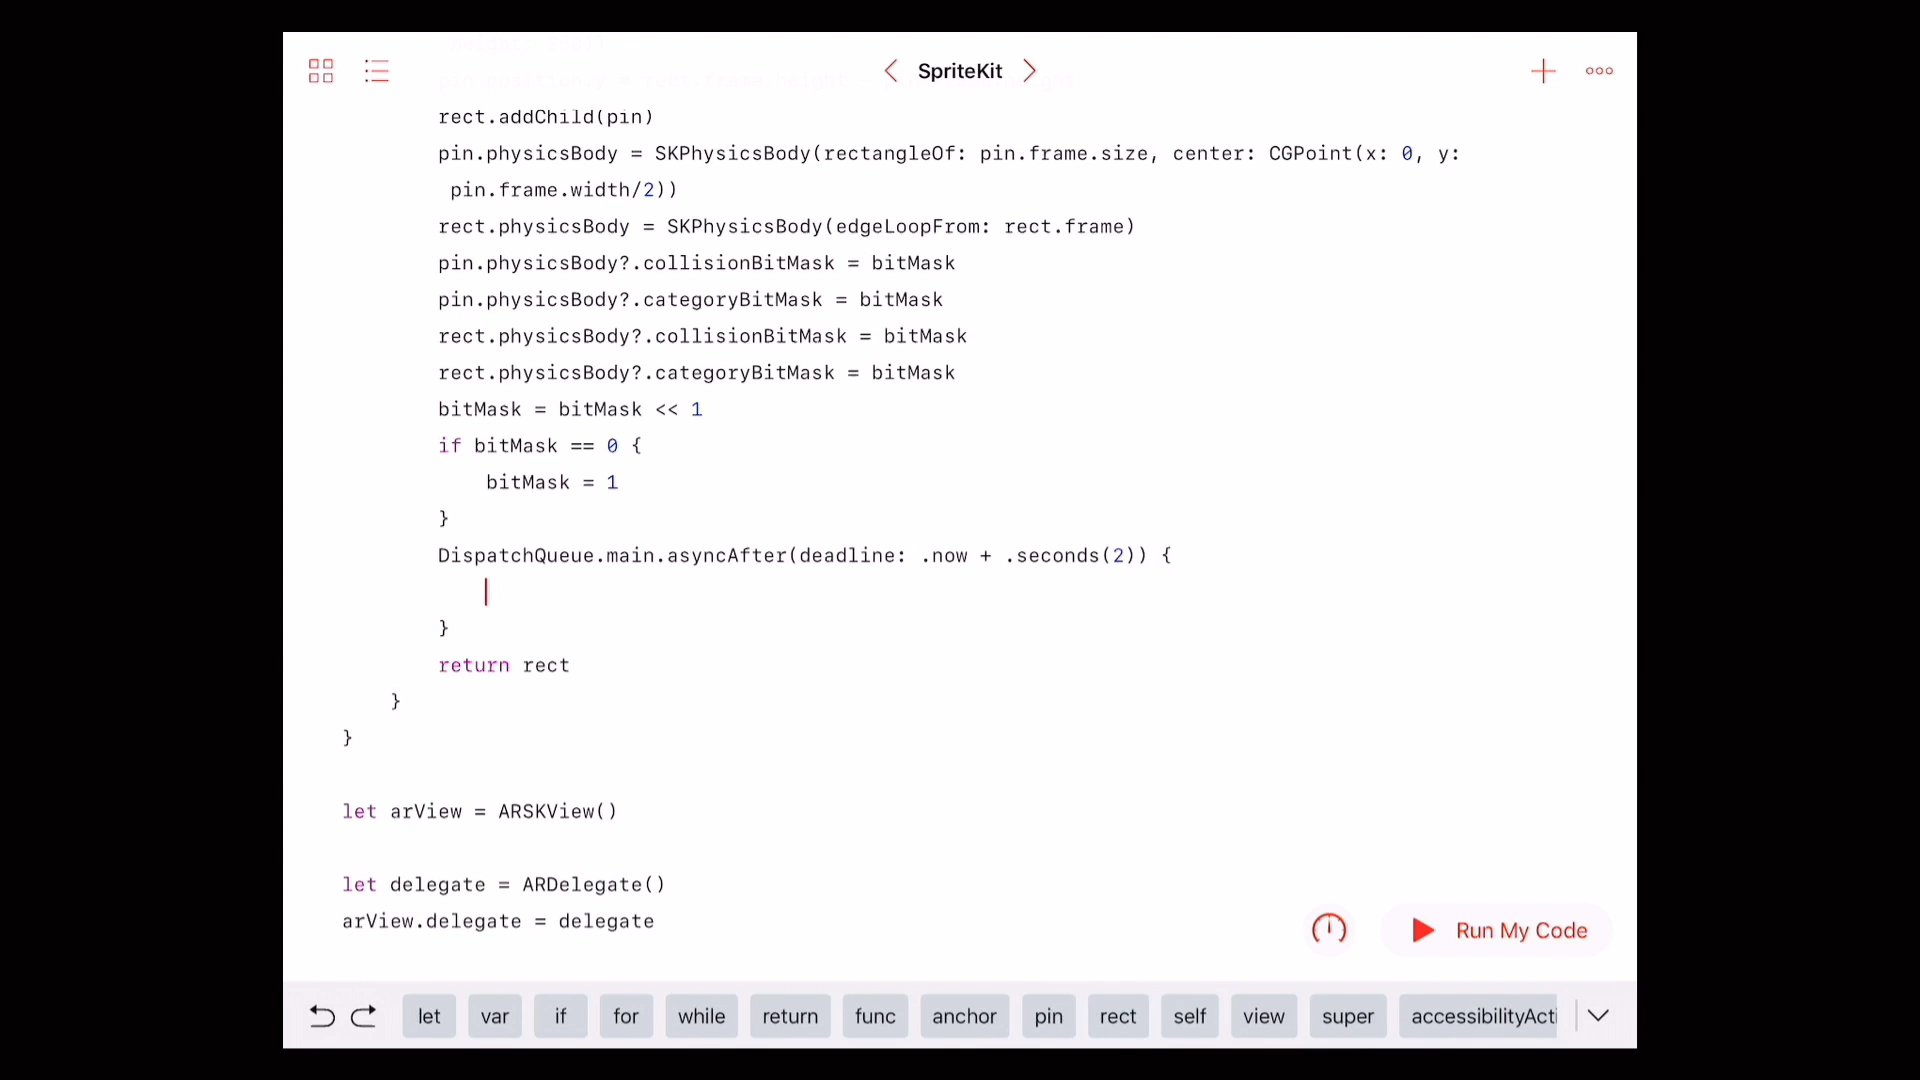 SpriteKit
rect.addChild(pin)
pin.physicsBody = SKPhysicsBody(rectangleOf: pin.frame.size, center: CGPoint(x: 0, y:
pin.frame.width/2))
rect.physicsBody = SKPhysicsBody(edgeLoopFrom: rect.frame)
pin.physicsBody?.collisionBitMask = bitMask
pin.physicsBody?.categoryBitMask = bitMask
rect.physicsBody?.collisionBitMask = bitMask
rect.physicsBody?.categoryBitMask = bitMask
bitMask = bitMask << 1
if bitMask == 0 {
bitMask = 1
}
DispatchQueue.main.asyncAfter(deadline: .now + .seconds(2)) {
}
return rect
}
}
let arView = ARSKView()
let delegate = ARDelegate()
arView.delegate = delegate
Run My Code
let var if for while return func anchor pin rect self view super accessibilityActi